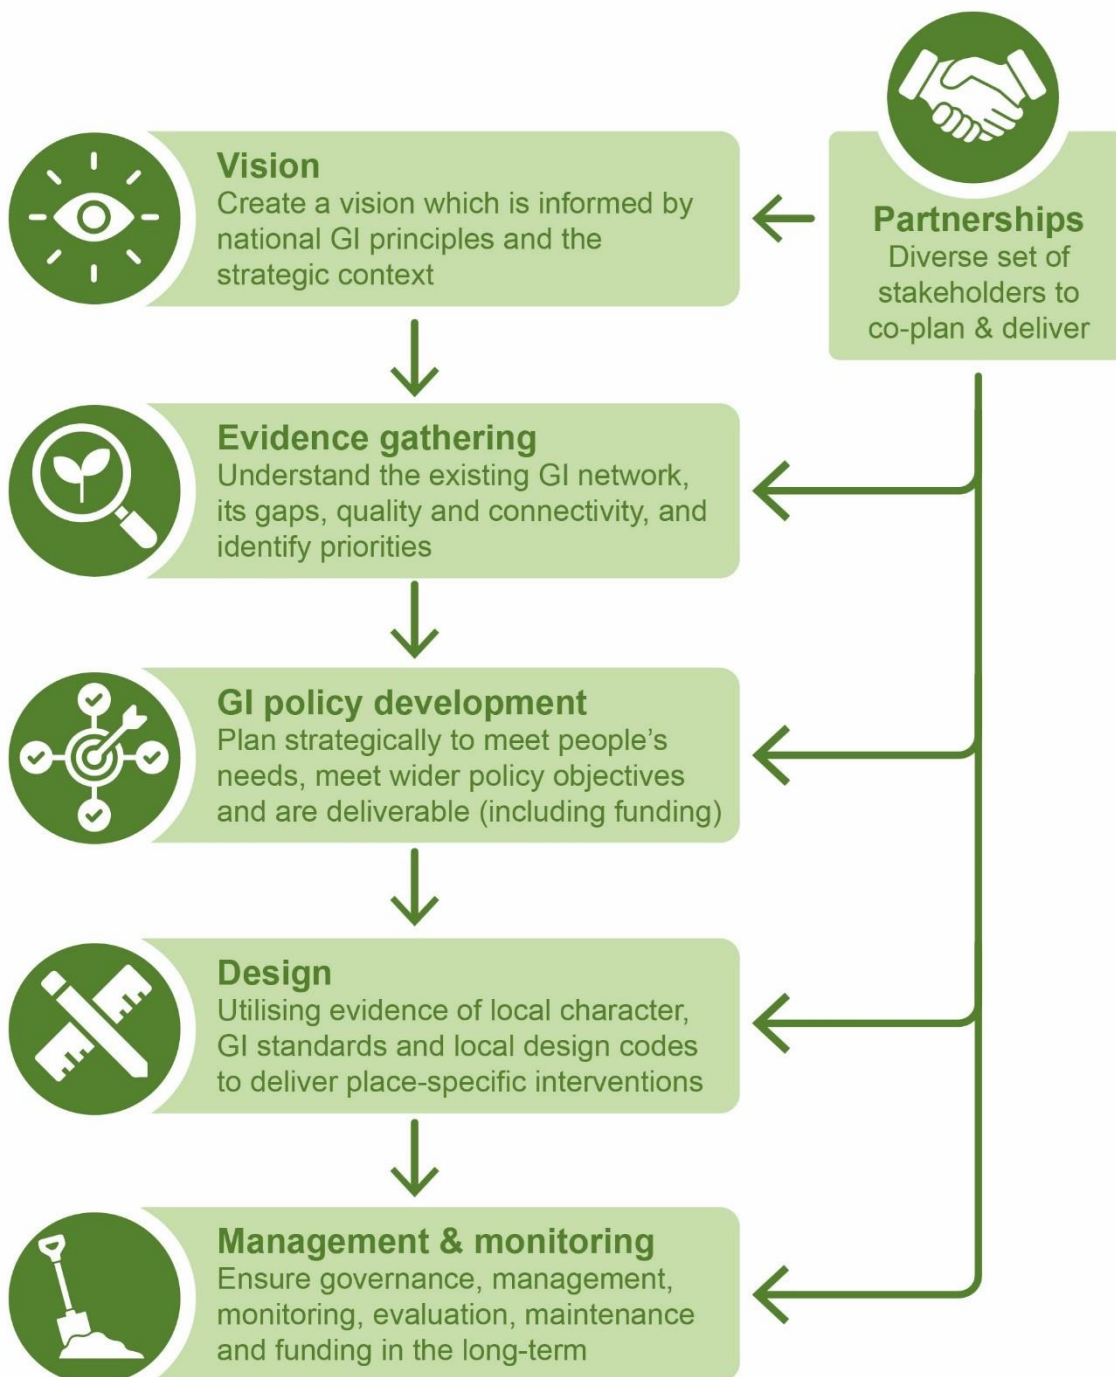 Vision
Create a vision which is informed by
national GI principles and the
strategic context
Partnerships
Diverse set of
stakeholders to
co-plan & deliver
Evidence gathering
Understand the existing GI network,
its gaps, quality and connectivity, and
identify priorities
GI policy development
Plan strategically to meet people’s
needs, meet wider policy objectives
and are deliverable (including funding)
Design
Utilising evidence of local character,
GI standards and local design codes
to deliver place-specific interventions
Management & monitoring
Ensure governance, management,
monitoring, evaluation, maintenance
and funding in the long-term